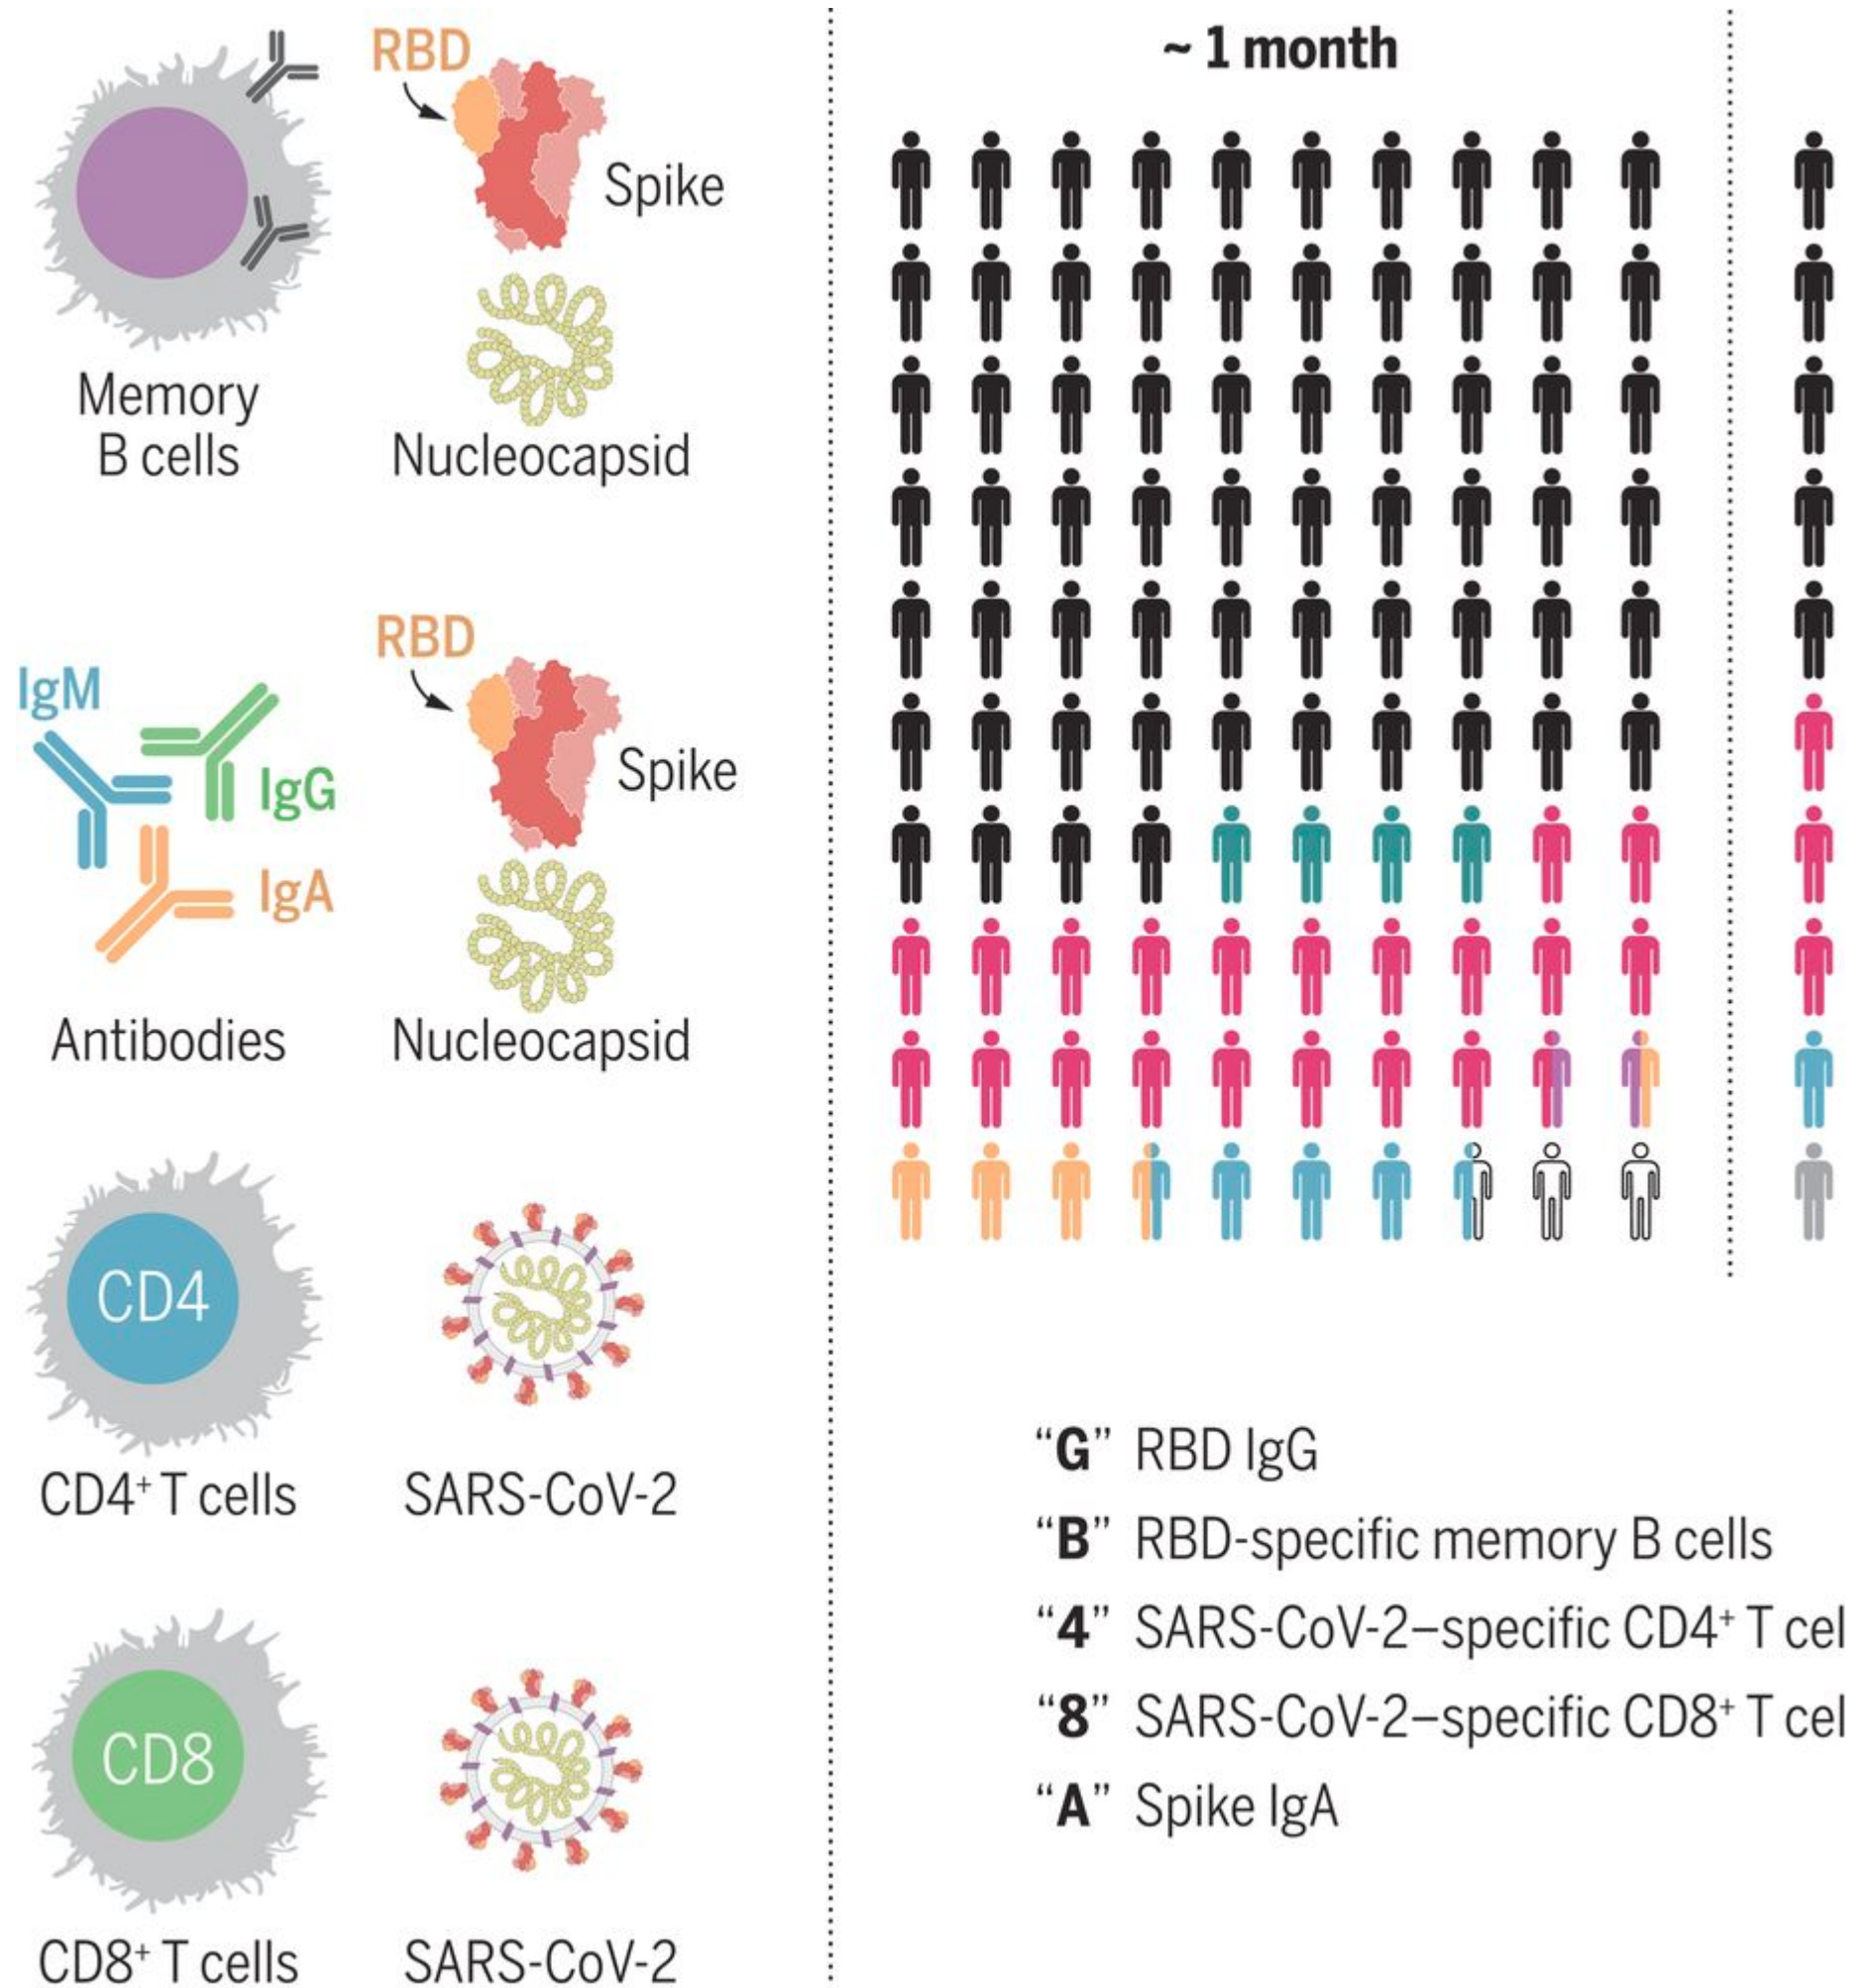 RBD
Spike
Memory
B cells
Nucleocapsid
RBD
IgM
Spike
IgG
IgA
Antibodies
Nucleocapsid
CD4
CD4⁺ T cells
SARS-CoV-2
CD8
CD8⁺ T cells
SARS-CoV-2
~ 1 month
“G” RBD IgG
“B” RBD-specific memory B cells
“4” SARS-CoV-2–specific CD4⁺ T cel
“8” SARS-CoV-2–specific CD8⁺ T cel
“A” Spike IgA